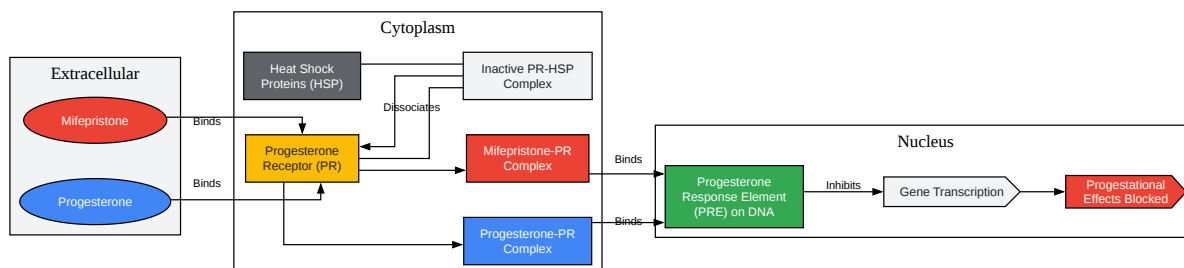 Extracellular
Mifepristone
Progesterone
Binds
Binds
Cytoplasm
Heat Shock
Proteins (HSP)
Inactive PR-HSP
Complex
Dissociates
Progesterone
Receptor (PR)
Mifepristone-PR
Complex
Progesterone-PR
Complex
Binds
Binds
Nucleus
Progesterone
Response Element
(PRE) on DNA
Inhibits
Gene Transcription
Progestational
Effects Blocked